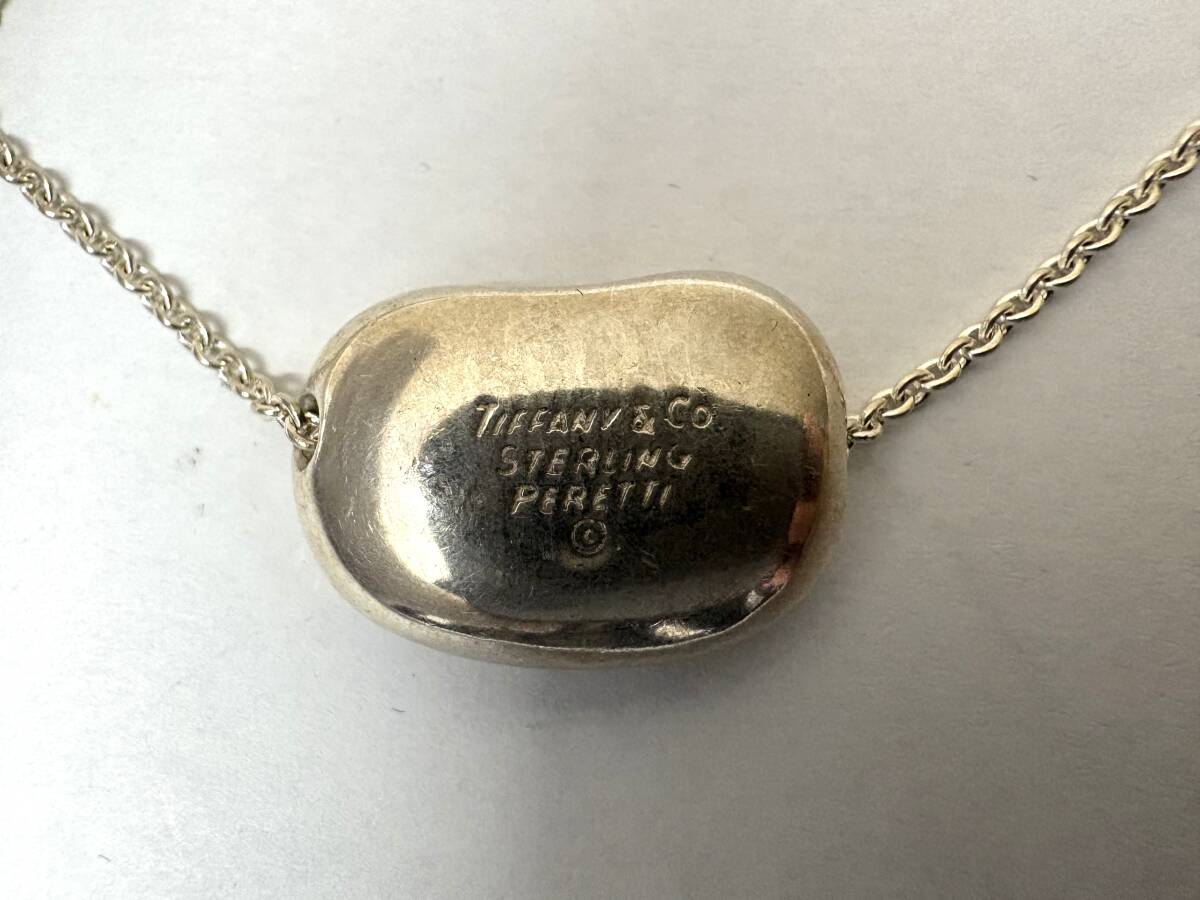 TIFFANY & CO.
STERLING
PERETTI
©